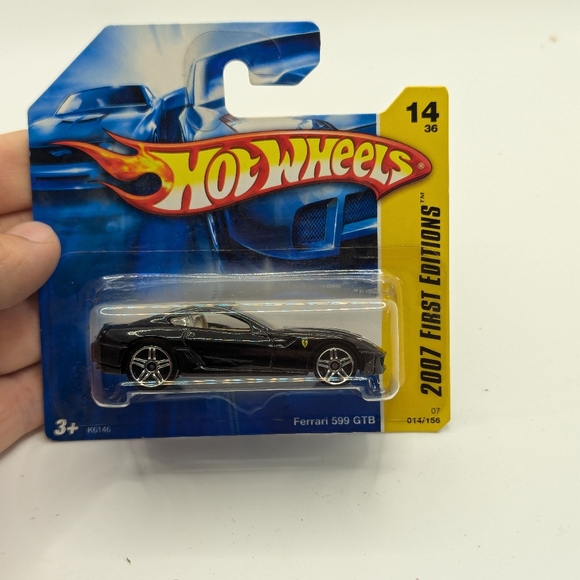 14
36
HOT WHEELS®
2007 FIRST EDITIONS™
3+
K6146
Ferrari 599 GTB
07
014/156